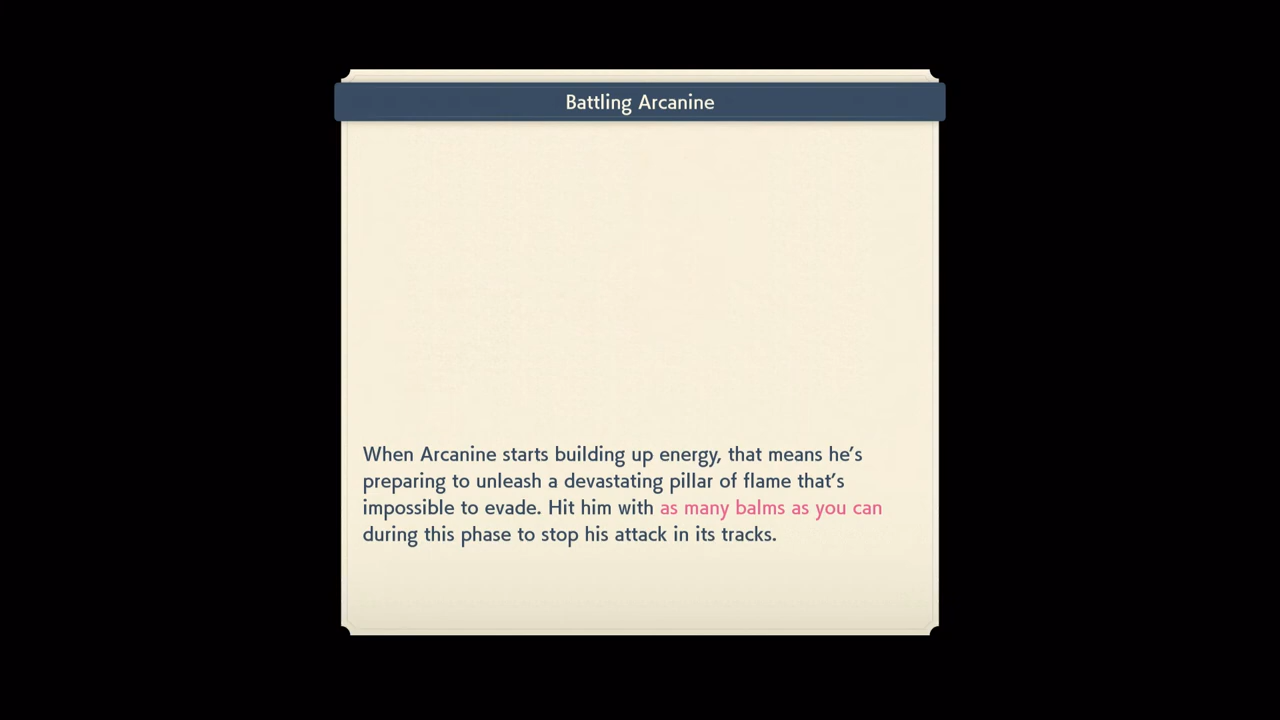 Battling Arcanine
When Arcanine starts building up energy, that means he’s
preparing to unleash a devastating pillar of flame that’s
impossible to evade. Hit him with as many balms as you can
during this phase to stop his attack in its tracks.